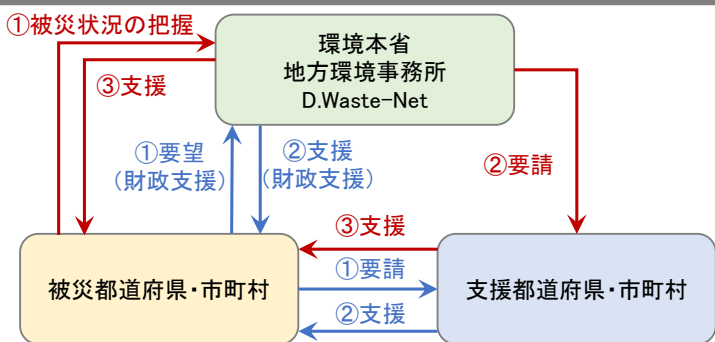 ①被災状況の把握
環境本省
地方環境事務所
D.Waste-Net
③支援
①要望
（財政支援）
②支援
（財政支援）
②要請
③支援
被災都道府県・市町村
①要請
支援都道府県・市町村
②支援